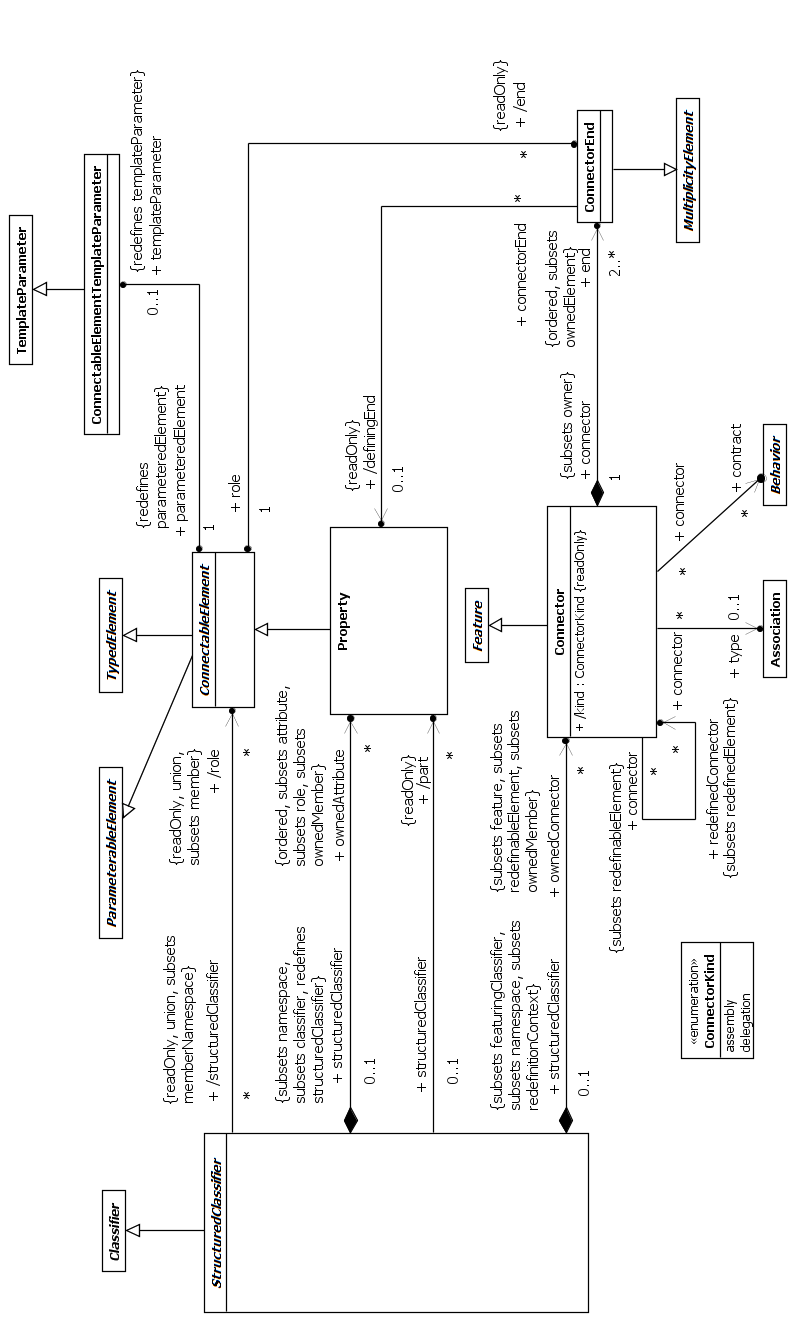 Classifier
StructuredClassifier
{readOnly, union, subsets
memberNamespace}
+ /structuredClassifier
*
{readOnly, union,
subsets member}
+ /role
*
{subsets namespace,
subsets classifier, redefines
structuredClassifier}
+ structuredClassifier
0..1
{ordered, subsets attribute,
subsets role, subsets
ownedMember}
+ ownedAttribute
*
+ structuredClassifier
0..1
{readOnly}
+ /part
*
{subsets featuringClassifier,
subsets namespace, subsets
redefinitionContext}
+ structuredClassifier
0..1
{subsets feature, subsets
redefinableElement, subsets
ownedMember}
+ ownedConnector
*
ParameterableElement
TypedElement
ConnectableElement
{redefines
parameteredElement}
+ parameteredElement
1
TemplateParameter
ConnectableElementTemplateParameter
{redefines templateParameter}
+ templateParameter
0..1
+ role
1
{readOnly}
+ /end
*
Property
{readOnly}
+ /definingEnd
0..1
*
+ connectorEnd
Feature
Connector
+ /kind : ConnectorKind {readOnly}
{subsets owner}
+ connector
1
{ordered, subsets
ownedElement}
+ end
2..*
ConnectorEnd
MultiplicityElement
{subsets redefinableElement}
+ connector
*
*
+ redefinedConnector
{subsets redefinedElement}
+ connector
*
+ type
0..1
Association
+ connector
*
+ contract
*
Behavior
«enumeration»
ConnectorKind
assembly
delegation